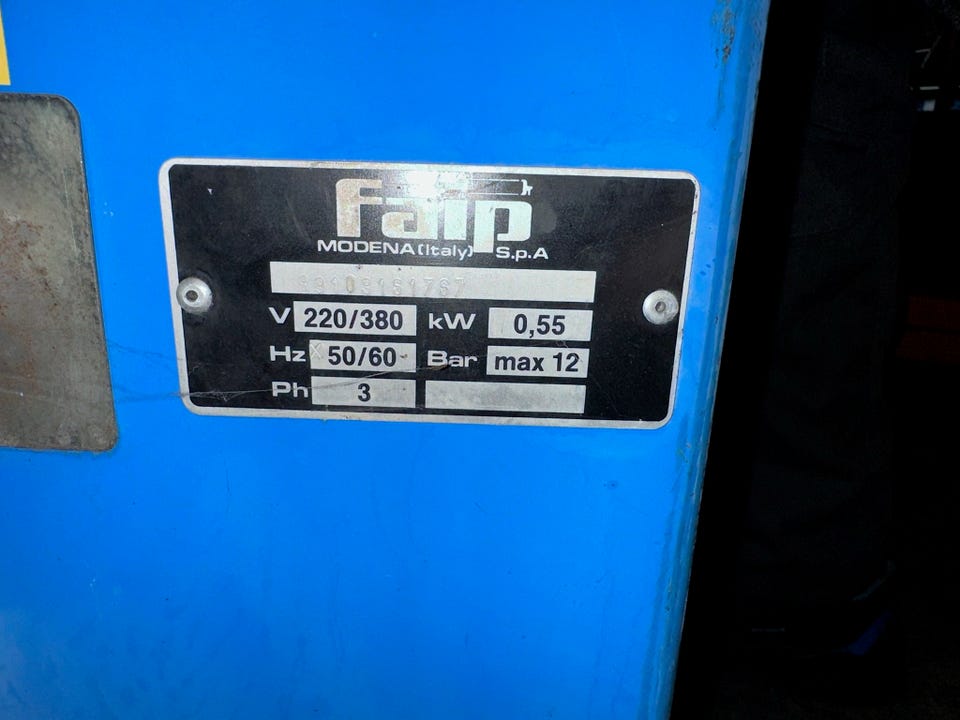 faip
MODENA (Italy) S.p.A
V 220/380 kW 0,55
Hz 50/60 Bar max 12
Ph 3